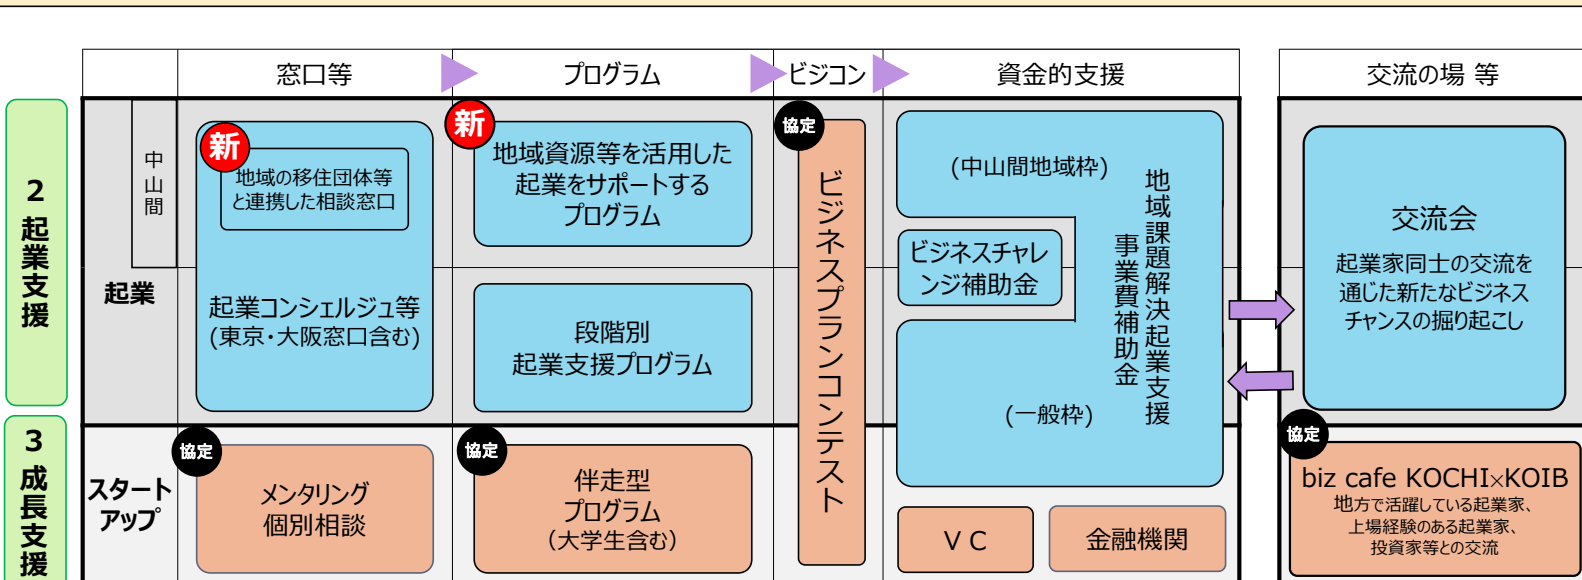 窓口等
プログラム
ビジコン
資金的支援
交流の場 等
2 起業支援
中山間
起業
新
地域の移住団体等
と連携した相談窓口
起業コンシェルジュ等
(東京・大阪窓口含む)
新
地域資源等を活用した
起業をサポートする
プログラム
段階別
起業支援プログラム
協定
ビジネスプランコンテスト
(中山間地域枠)
地域課題解決起業支援
事業費補助金
ビジネスチャレ
ンジ補助金
(一般枠)
交流会
起業家同士の交流を
通じた新たなビジネス
チャンスの掘り起こし
3 成長支援
スタート
アップ
協定
メンタリング
個別相談
協定
伴走型
プログラム
(大学生含む)
VC
金融機関
協定
biz cafe KOCHI×KOIB
地方で活躍している起業家、
上場経験のある起業家、
投資家等との交流